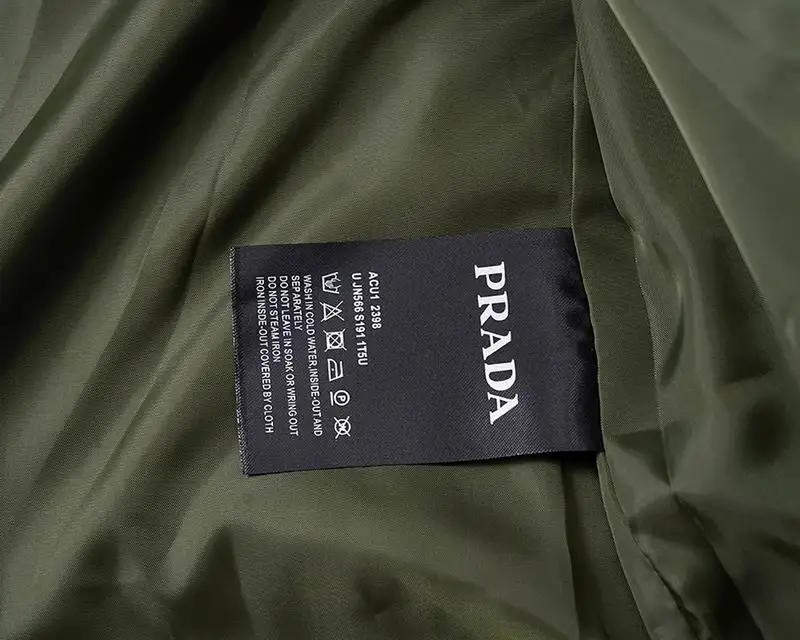 PRADA
ACU1 2398
U JN566 S191 1T5U
WASH IN COLD WATER,INSIDE-OUT AND
SEPARATELY
DO NOT LEAVE IN SOAK OR WRING OUT
DO NOT STEAM IRON
IRON INSDE-OUT.COVERED BY CLOTH